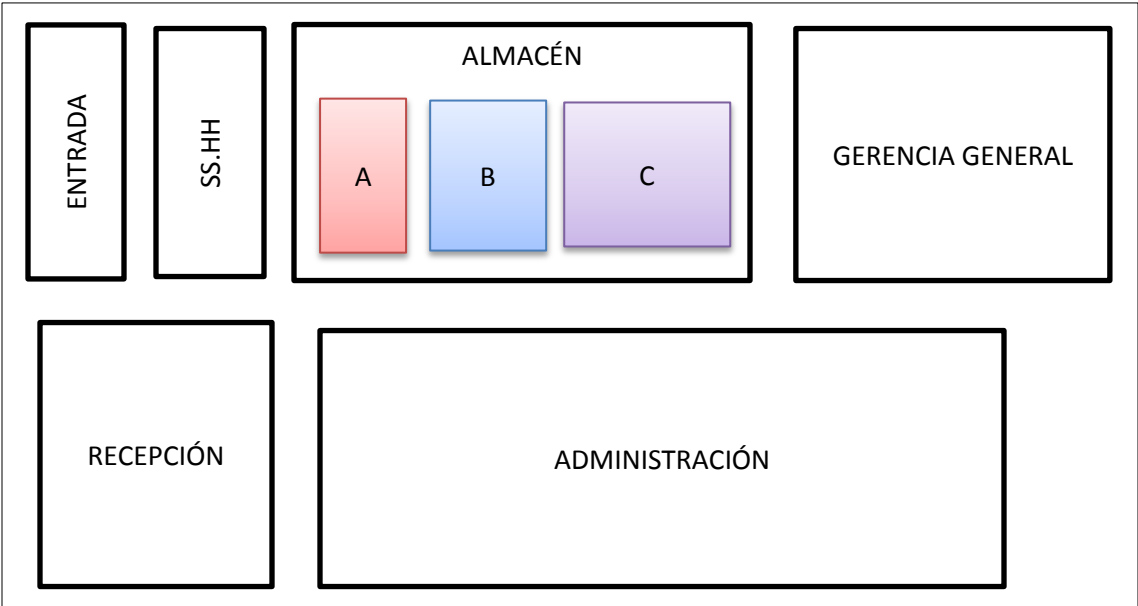 ENTRADA
SS.HH
ALMACÉN
A
B
C
GERENCIA GENERAL
RECEPCIÓN
ADMINISTRACIÓN